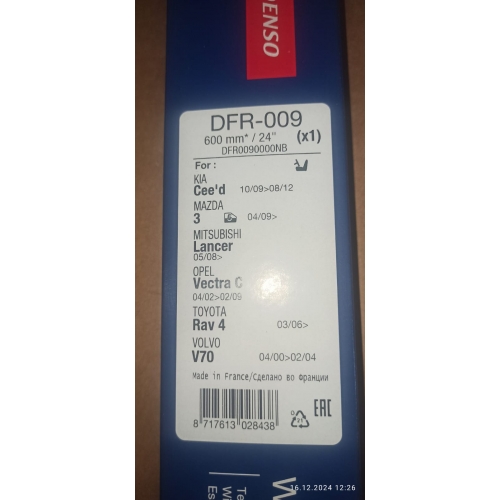 DENSO
DFR-009
600 mm* / 24" (x1)
DFR0090000NB
For :
KIA
Cee'd 10/09>08/12
MAZDA
3 04/09>
MITSUBISHI
Lancer
05/08>
OPEL
Vectra C
04/02>02/09
TOYOTA
Rav 4 03/06>
VOLVO
V70 04/00>02/04
Made in France/Сделано во Франции
8 717613 028438
21
EAC
16.12.2024 12:26